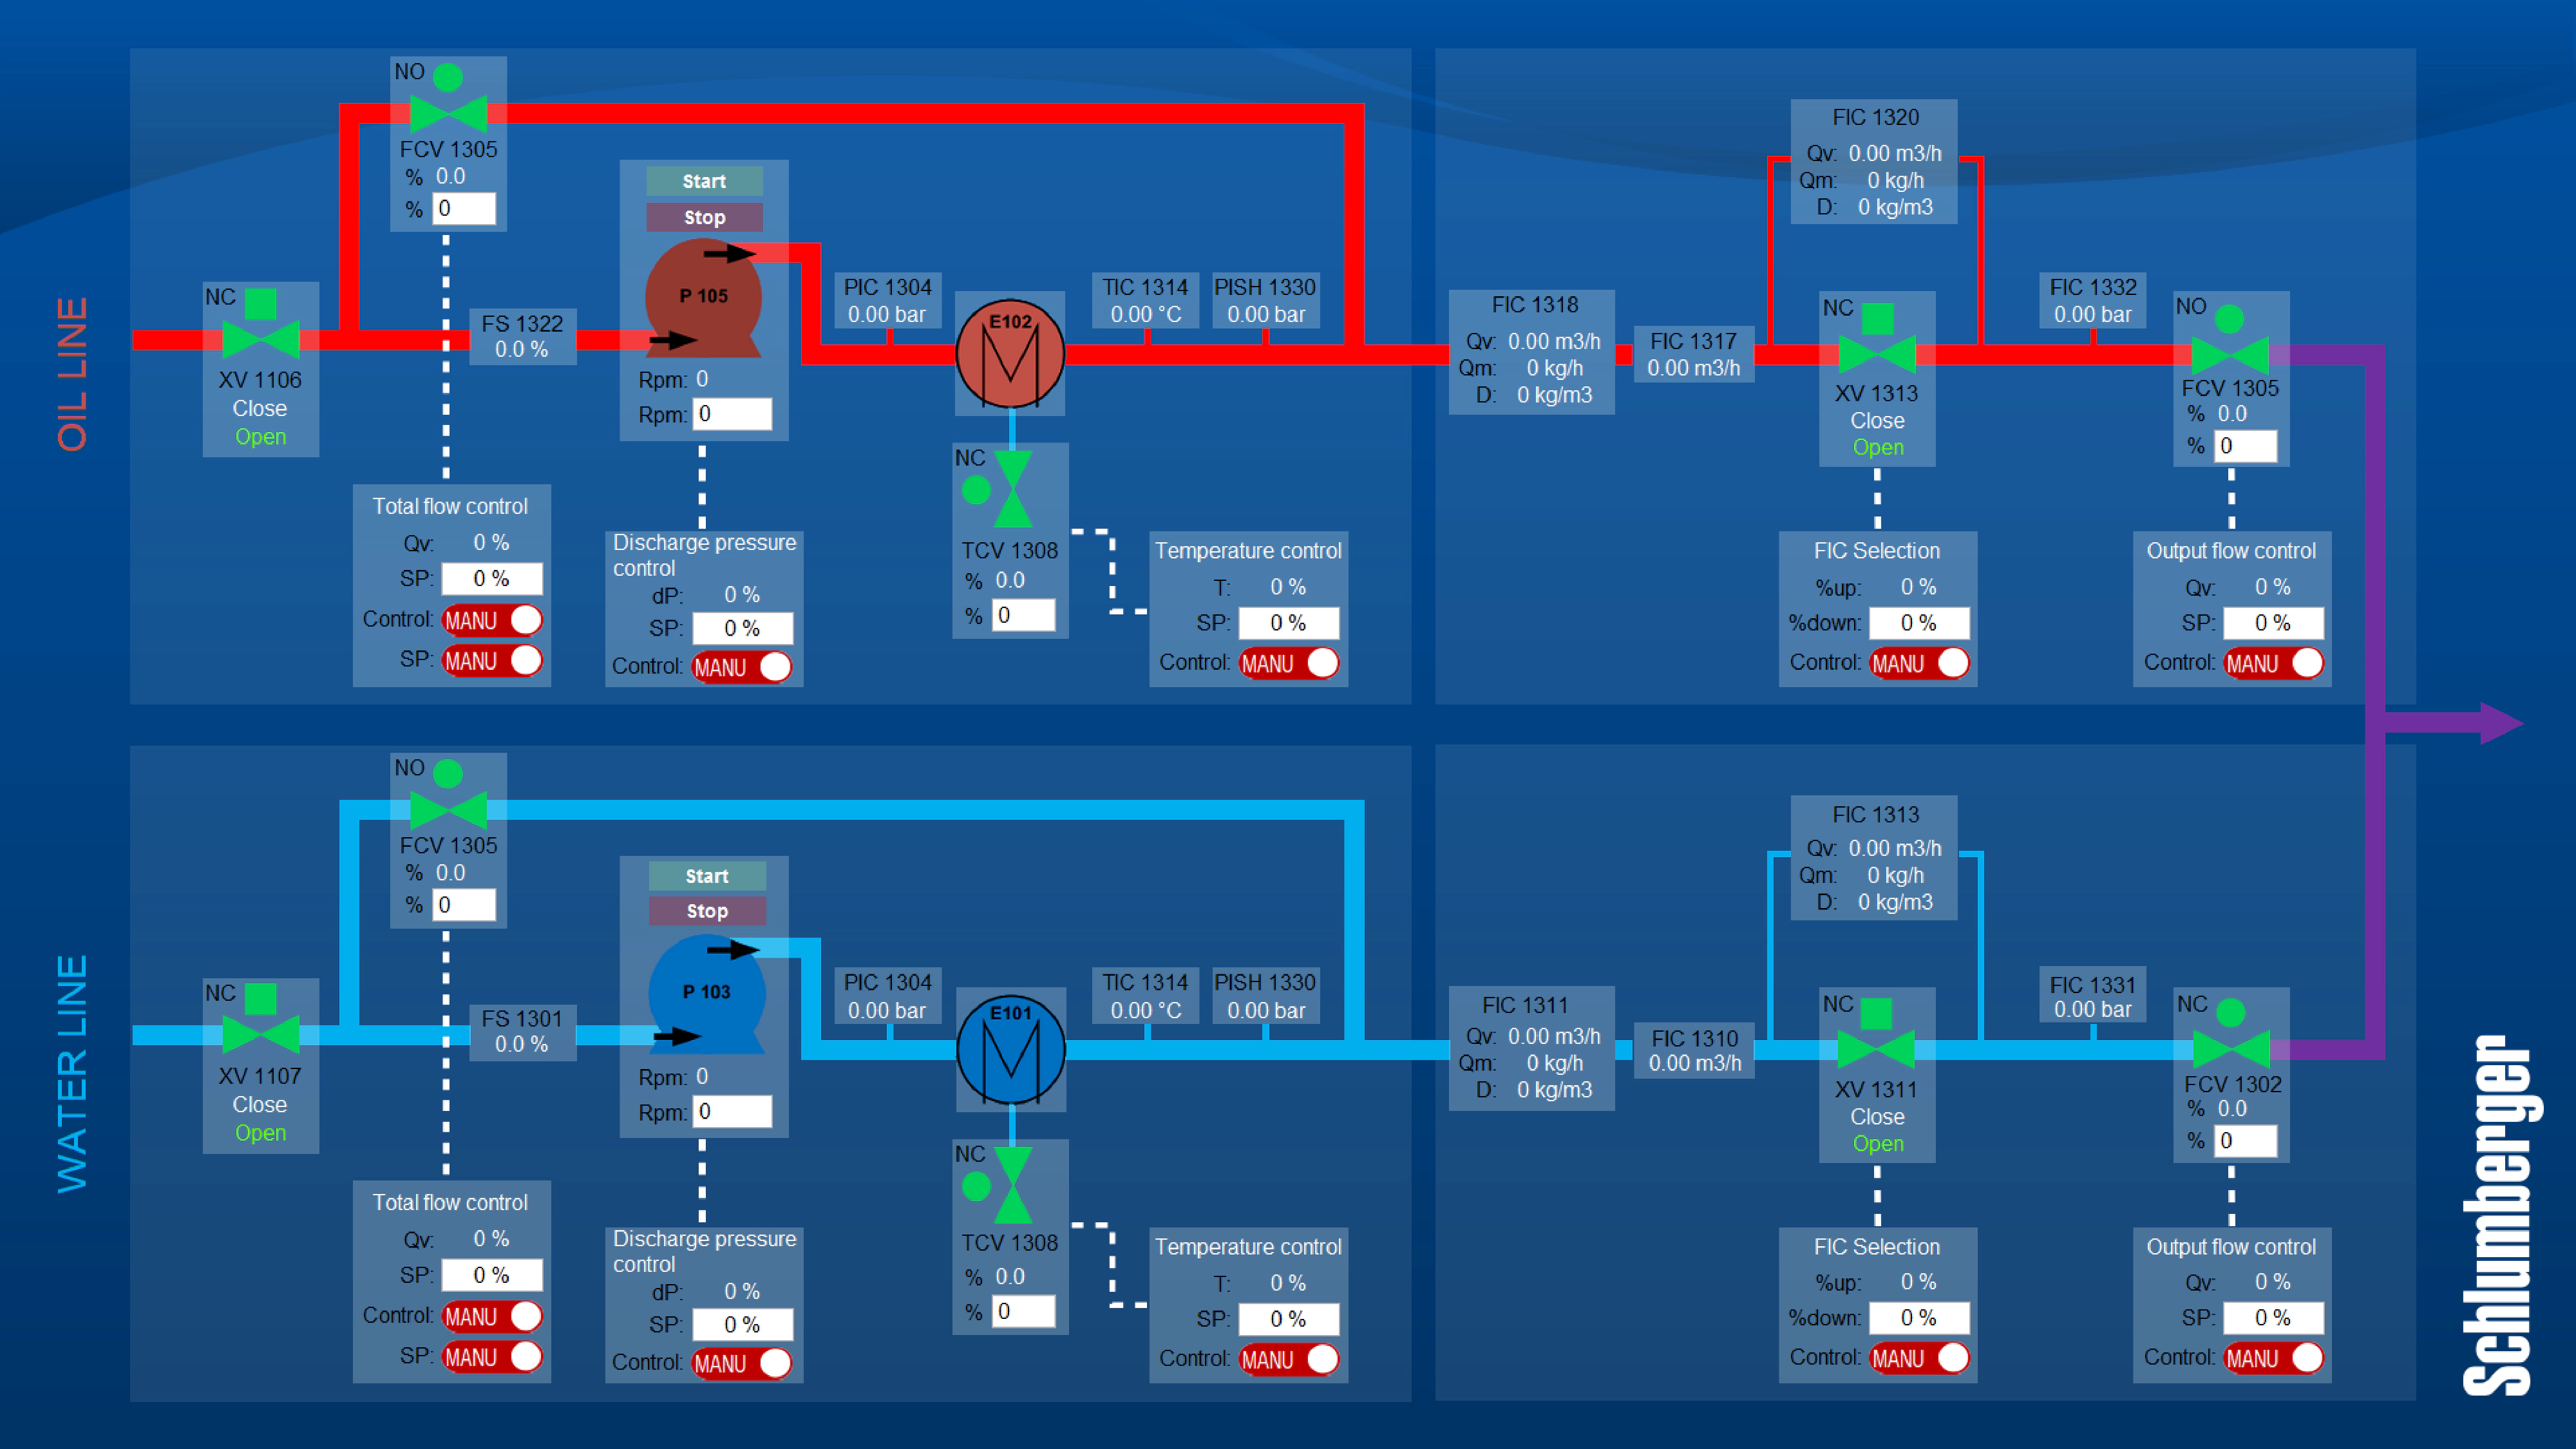 OIL LINE
NO
FCV 1305
% 0.0
% 0
NC
XV 1106
Close
Open
FS 1322
0.0 %
Total flow control
Qv: 0 %
SP: 0 %
Control: MANU
SP: MANU
Start
Stop
P 105
Rpm: 0
Rpm: 0
Discharge pressure
control
dP: 0 %
SP: 0 %
Control: MANU
PIC 1304
0.00 bar
E102
NC
TCV 1308
% 0.0
% 0
TIC 1314
0.00 °C
PISH 1330
0.00 bar
Temperature control
T: 0 %
SP: 0 %
Control: MANU
FIC 1318
Qv: 0.00 m3/h
Qm: 0 kg/h
D: 0 kg/m3
FIC 1317
0.00 m3/h
FIC 1320
Qv: 0.00 m3/h
Qm: 0 kg/h
D: 0 kg/m3
NC
XV 1313
Close
Open
FIC Selection
%up: 0 %
%down: 0 %
Control: MANU
FIC 1332
0.00 bar
NO
FCV 1305
% 0.0
% 0
Output flow control
Qv: 0 %
SP: 0 %
Control: MANU
WATER LINE
NO
FCV 1305
% 0.0
% 0
NC
XV 1107
Close
Open
FS 1301
0.0 %
Total flow control
Qv: 0 %
SP: 0 %
Control: MANU
SP: MANU
Start
Stop
P 103
Rpm: 0
Rpm: 0
Discharge pressure
control
dP: 0 %
SP: 0 %
Control: MANU
PIC 1304
0.00 bar
E101
NC
TCV 1308
% 0.0
% 0
TIC 1314
0.00 °C
PISH 1330
0.00 bar
Temperature control
T: 0 %
SP: 0 %
Control: MANU
FIC 1311
Qv: 0.00 m3/h
Qm: 0 kg/h
D: 0 kg/m3
FIC 1310
0.00 m3/h
FIC 1313
Qv: 0.00 m3/h
Qm: 0 kg/h
D: 0 kg/m3
NC
XV 1311
Close
Open
FIC Selection
%up: 0 %
%down: 0 %
Control: MANU
FIC 1331
0.00 bar
NC
FCV 1302
% 0.0
% 0
Output flow control
Qv: 0 %
SP: 0 %
Control: MANU
Schlumberger